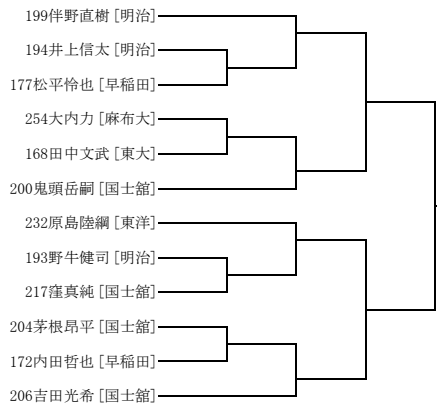 199伴野直樹[明治]
194井上信太[明治]
177松平怜也[早稲田]
254大内力[麻布大]
168田中文武[東大]
200鬼頭岳嗣[国士舘]
232原島陸綱[東洋]
193野牛健司[明治]
217窪真純[国士舘]
204茅根昂平[国士舘]
172内田哲也[早稲田]
206吉田光希[国士舘]